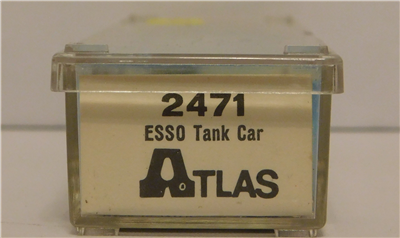 2471
ESSO Tank Car
ATLAS